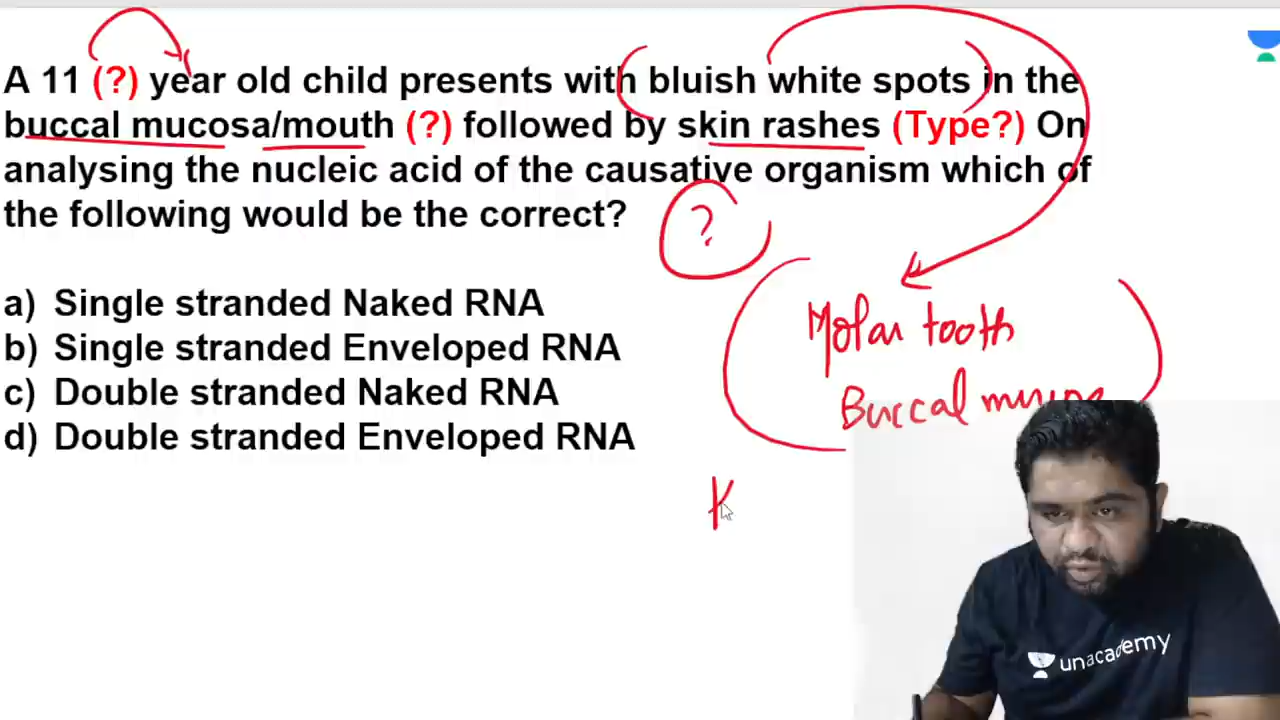 A 11 (?) year old child presents with bluish white spots in the
buccal mucosa/mouth (?) followed by skin rashes (Type?) On
analysing the nucleic acid of the causative organism which of
the following would be the correct?
?
a) Single stranded Naked RNA
b) Single stranded Enveloped RNA
c) Double stranded Naked RNA
d) Double stranded Enveloped RNA
Molar tooth
Buccal
K
unacademy